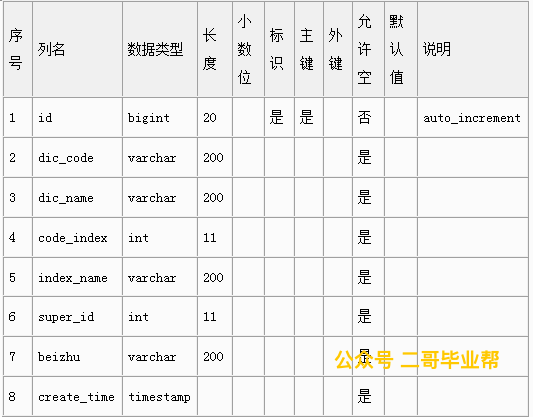 序号 列名 数据类型 长度 小数位 标识 主键 外键 允许空 默认值 说明
1 id bigint 20 是 是 否 auto_increment
2 dic_code varchar 200 是
3 dic_name varchar 200 是
4 code_index int 11 是
5 index_name varchar 200 是
6 super_id int 11 是
7 beizhu varchar 200 是
公众号 二哥毕业帮
8 create_time timestamp 是